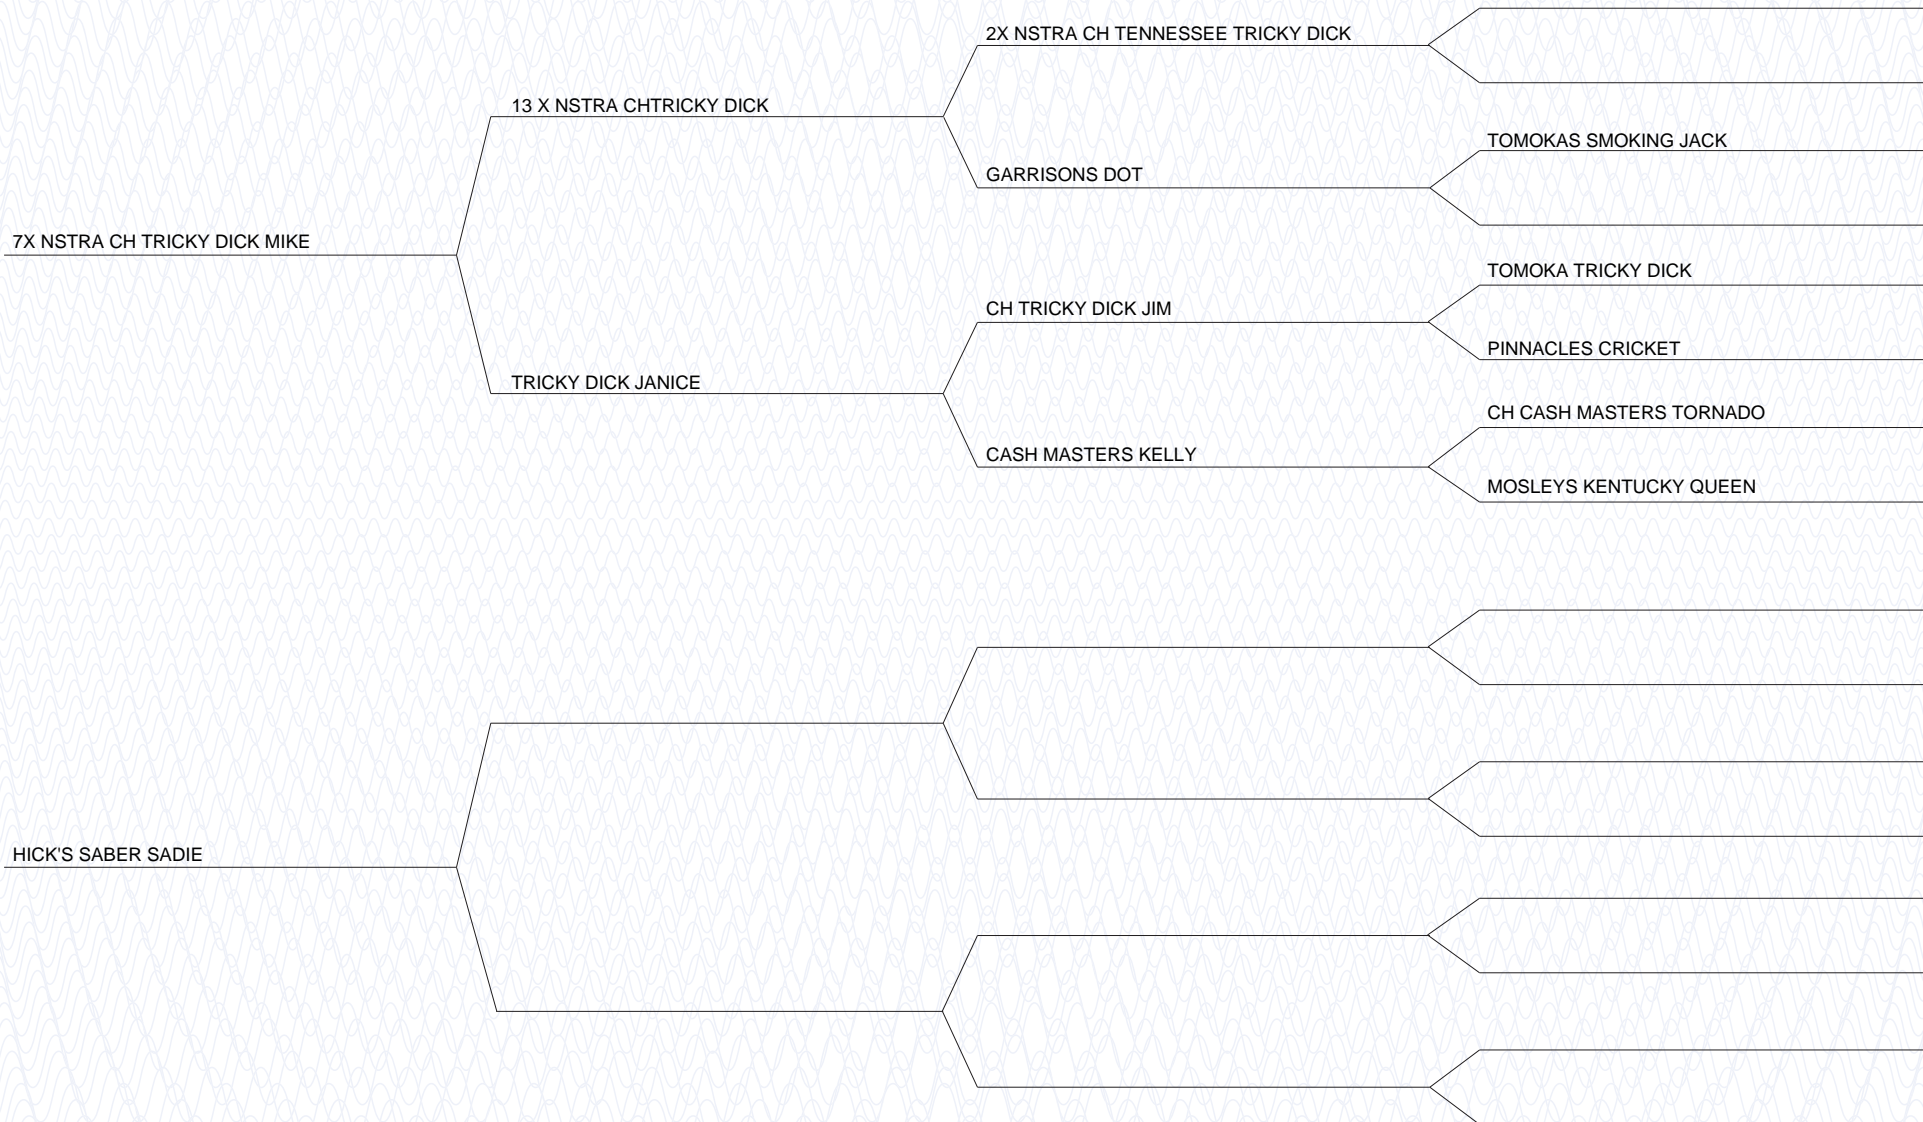 2X NSTRA CH TENNESSEE TRICKY DICK
13 X NSTRA CHTRICKY DICK
TOMOKAS SMOKING JACK
GARRISONS DOT
7X NSTRA CH TRICKY DICK MIKE
TOMOKA TRICKY DICK
CH TRICKY DICK JIM
PINNACLES CRICKET
TRICKY DICK JANICE
CH CASH MASTERS TORNADO
CASH MASTERS KELLY
MOSLEYS KENTUCKY QUEEN
HICK'S SABER SADIE